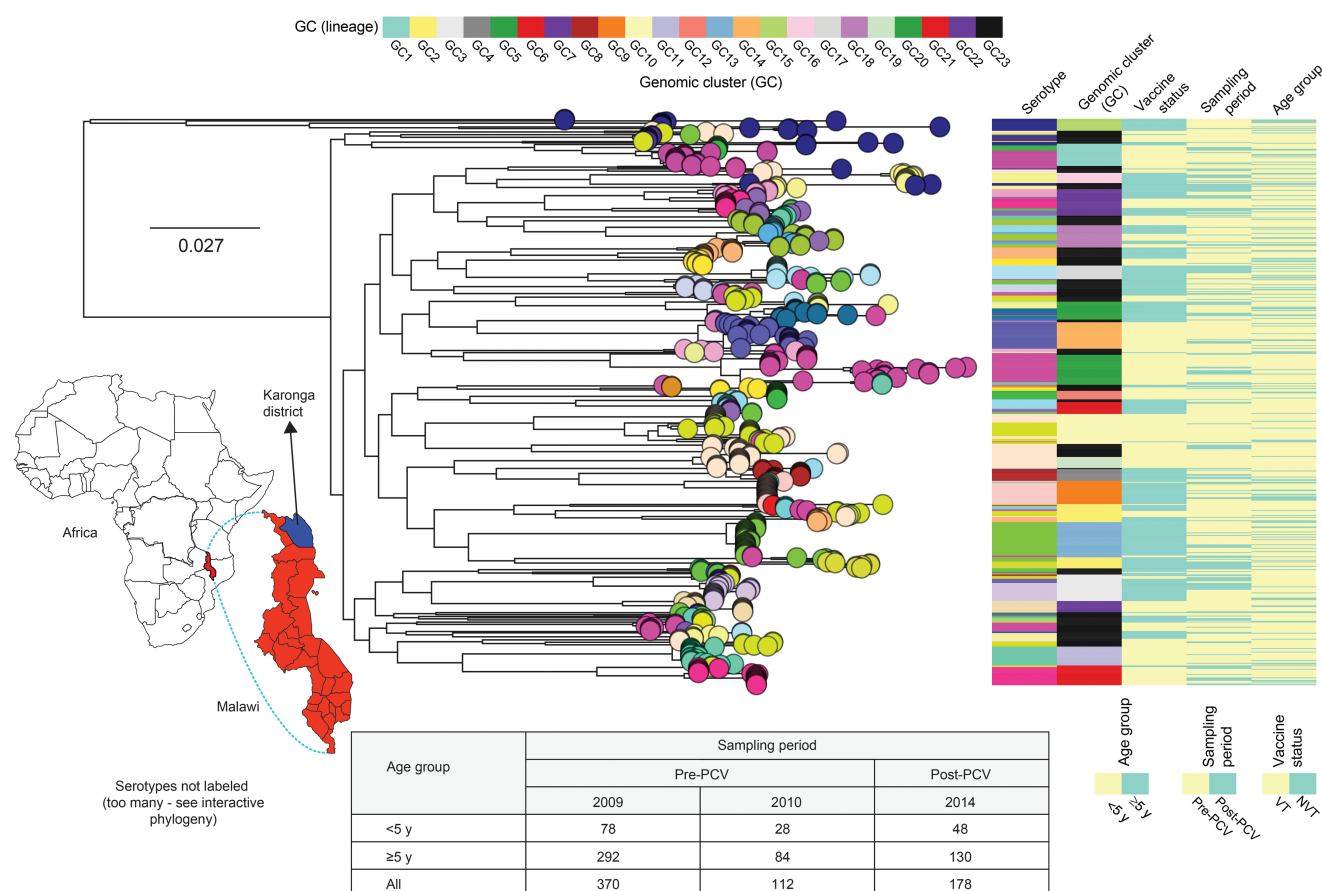 GC (lineage)
GC1
GC2
GC3
GC4
GC5
GC6
GC7
GC8
GC9
GC10
GC11
GC12
GC13
GC14
GC15
GC16
GC17
GC18
GC19
GC20
GC21
GC22
GC23
Genomic cluster (GC)
Serotype
Genomic cluster
(GC)
Vaccine
status
Sampling
period
Age group
0.027
Karonga
district
Africa
Malawi
Serotypes not labeled
(too many - see interactive
phylogeny)
Age group
Sampling period
Pre-PCV
Post-PCV
2009
2010
2014
<5 y
78
28
48
≥5 y
292
84
130
All
370
112
178
Age group
<5 y
≥5 y
Sampling
period
Pre-PCV
Post-PCV
Vaccine
status
VT
NVT